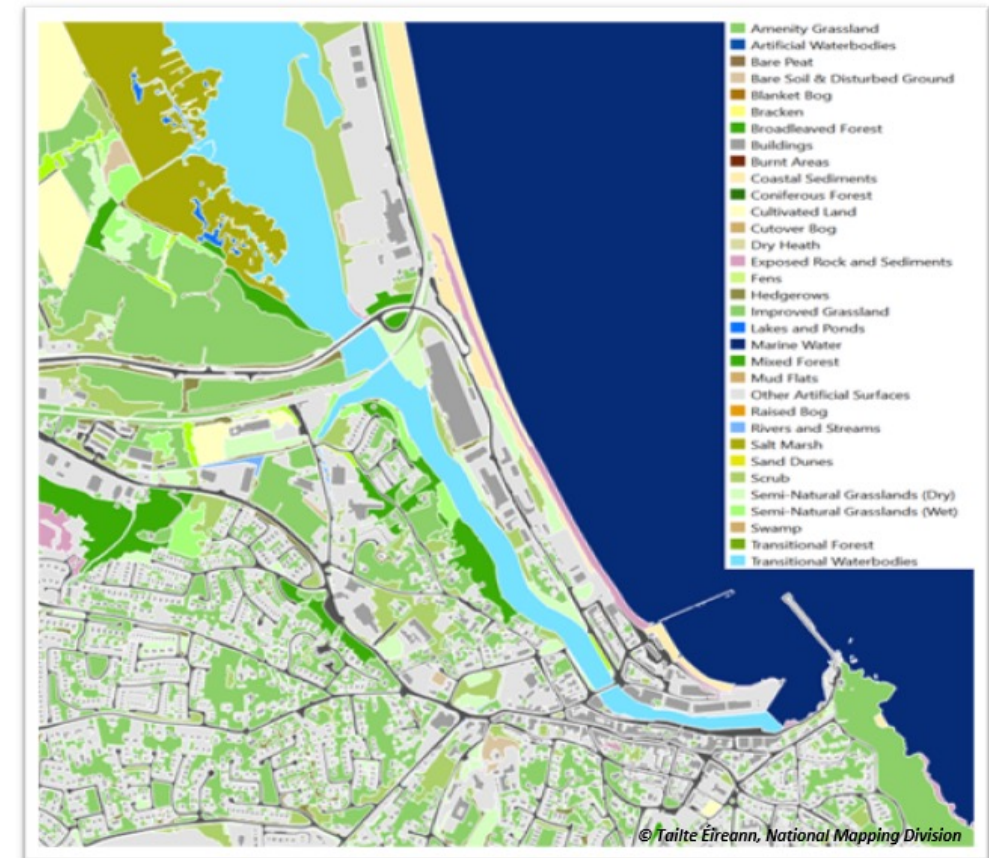 Amenity Grassland
Artificial Waterbodies
Bare Peat
Bare Soil & Disturbed Ground
Blanket Bog
Bracken
Broadleaved Forest
Buildings
Burnt Areas
Coastal Sediments
Coniferous Forest
Cultivated Land
Cutover Bog
Dry Heath
Exposed Rock and Sediments
Fens
Hedgerows
Improved Grassland
Lakes and Ponds
Marine Water
Mixed Forest
Mud Flats
Other Artificial Surfaces
Raised Bog
Rivers and Streams
Salt Marsh
Sand Dunes
Scrub
Semi-Natural Grasslands (Dry)
Semi-Natural Grasslands (Wet)
Swamp
Transitional Forest
Transitional Waterbodies
© Tailte Éireann, National Mapping Division